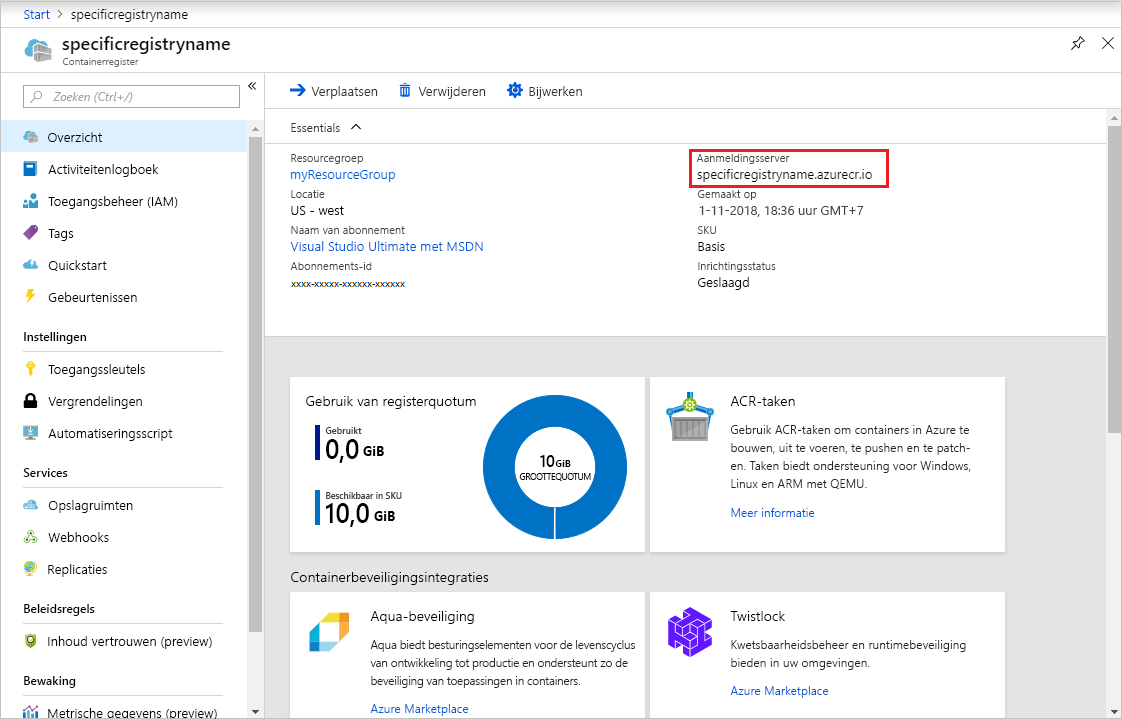 Start > specificregistryname
specificregistryname
Containerregister
Zoeken (Ctrl+/)
«
Overzicht
Activiteitenlogboek
Toegangsbeheer (IAM)
Tags
Quickstart
Gebeurtenissen
Instellingen
Toegangssleutels
Vergrendelingen
Automatiseringsscript
Services
Opslagruimten
Webhooks
Replicaties
Beleidsregels
Inhoud vertrouwen (preview)
Bewaking
Metrische gegevens (preview)
Verplaatsen
Verwijderen
Bijwerken
Essentials
Resourcegroep
myResourceGroup
Locatie
US - west
Naam van abonnement
Visual Studio Ultimate met MSDN
Abonnements-id
xxxx-xxxxx-xxxxxx-xxxxxx
Aanmeldingsserver
specificregistryname.azurecr.io
Gemaakt op
1-11-2018, 18:36 uur GMT+7
SKU
Basis
Inrichtingsstatus
Geslaagd
Gebruik van registerquotum
Gebruikt
0,0 GiB
Beschikbaar in SKU
10,0 GiB
10 GiB
GROOTTEQUOTUM
ACR-taken
Gebruik ACR-taken om containers in Azure te
bouwen, uit te voeren, te pushen en te patch-
en. Taken biedt ondersteuning voor Windows,
Linux en ARM met QEMU.
Meer informatie
Containerbeveiligingsintegraties
Aqua-beveiliging
Aqua biedt besturingselementen voor de levenscyclus
van ontwikkeling tot productie en ondersteunt zo de
beveiliging van toepassingen in containers.
Azure Marketplace
Twistlock
Kwetsbaarheidsbeheer en runtimebeveiliging
bieden in uw omgevingen.
Azure Marketplace